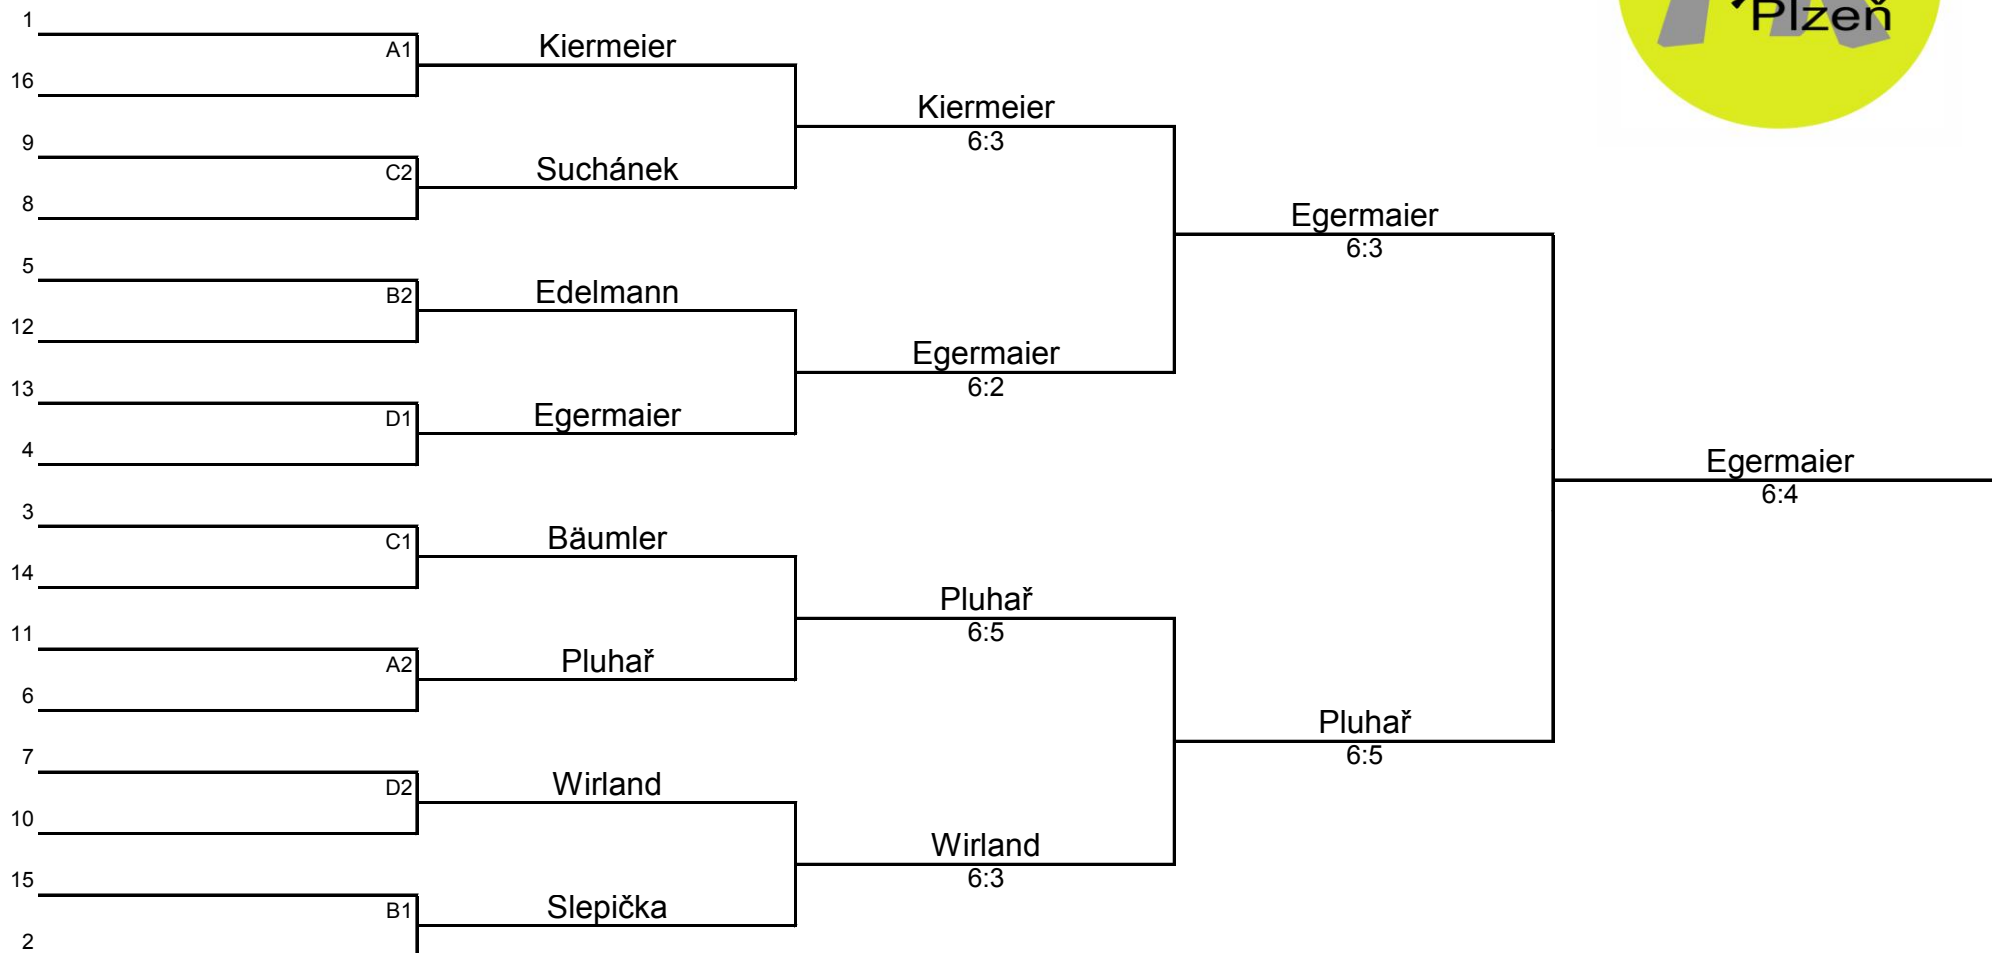 Plzeň
1
A1
Kiermeier
16
Kiermeier
6:3
9
C2
Suchánek
8
Egermaier
6:3
5
B2
Edelmann
12
Egermaier
6:2
13
D1
Egermaier
4
Egermaier
6:4
3
C1
Bäumler
14
Pluhař
6:5
11
A2
Pluhař
6
Pluhař
6:5
7
D2
Wirland
10
Wirland
6:3
15
B1
Slepička
2